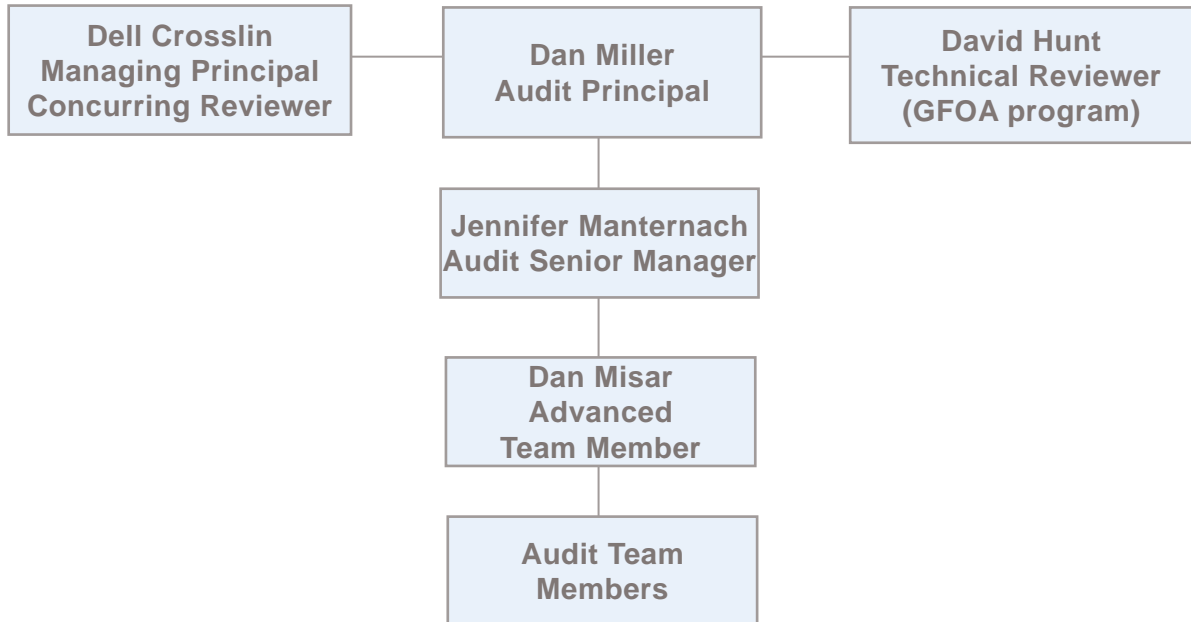 Dell Crosslin
Managing Principal
Concurring Reviewer
Dan Miller
Audit Principal
David Hunt
Technical Reviewer
(GFOA program)
Jennifer Manternach
Audit Senior Manager
Dan Misar
Advanced
Team Member
Audit Team
Members